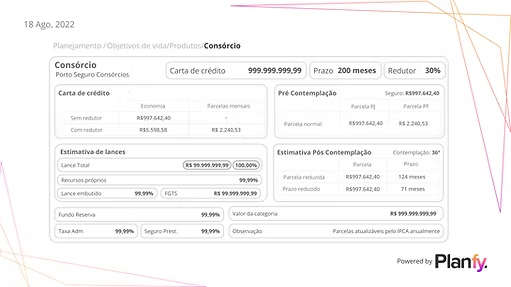 18 Ago, 2022
Planejamento / Objetivos de vida/Produtos/Consórcio
Consórcio
Porto Seguro Consórcios
Carta de crédito 999.999.999,99
Prazo 200 meses
Redutor 30%
Carta de crédito
Economia Parcelas mensais
Sem redutor R$997.642,40 -
Com redutor R$5.598,58 R$ 2.240,53
Pré Contemplação Seguro: R$997.642,40
Parcela PJ Parcela PF
Parcela normal R$997.642,40 R$ 2.240,53
Estimativa de lances
Lance Total R$ 99.999.999,99 100,00%
Recursos próprios 99,99%
Lance embutido 99,99% FGTS R$ 99.999.999,99
Estimativa Pós Contemplação Contemplação: 36ª
Parcela Prazo
Parcela reduzida R$997.642,40 124 meses
Prazo reduzido R$997.642,40 71 meses
Fundo Reserva 99,99%
Valor da categoria R$ 999.999.999,99
Taxa Adm 99,99% Seguro Prest. 99,99%
Observação Parcelas atualizáveis pelo IPCA anualmente
Powered by Planfy.